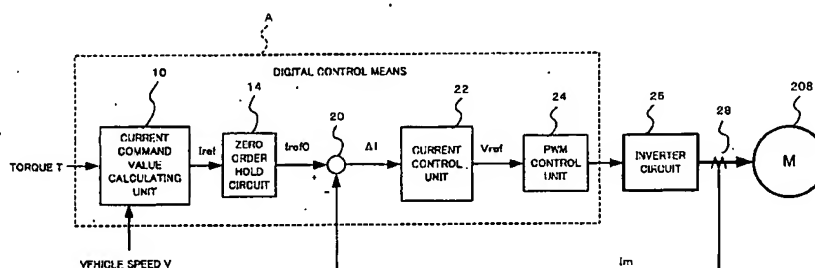 A
DIGITAL CONTROL MEANS
10
14
20
22
24
25
28
208
TORQUE T
CURRENT
COMMAND
VALUE
CALCULATING
UNIT
Iref
ZERO
ORDER
HOLD
CIRCUIT
Iref0
+
-
ΔI
CURRENT
CONTROL
UNIT
Vref
PWM
CONTROL
UNIT
INVERTER
CIRCUIT
M
VEHICLE SPEED V
Im